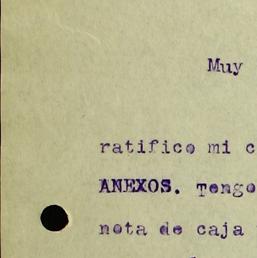 Muy
ratifico mi c
ANEXOS. Tengo
nota de caja